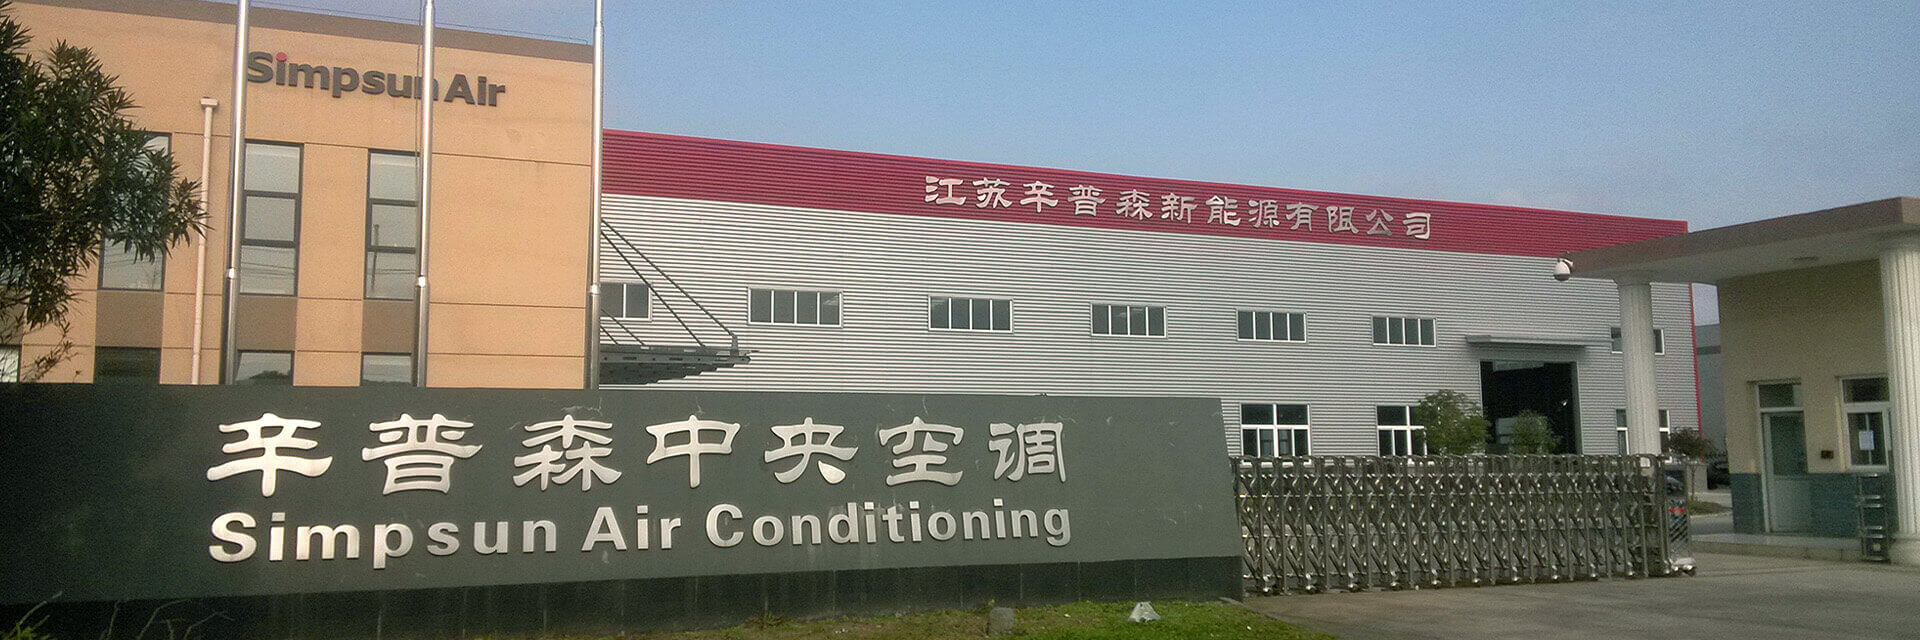 Simpsun Air
江苏辛普森新能源有限公司
辛普森中央空调
Simpsun Air Conditioning